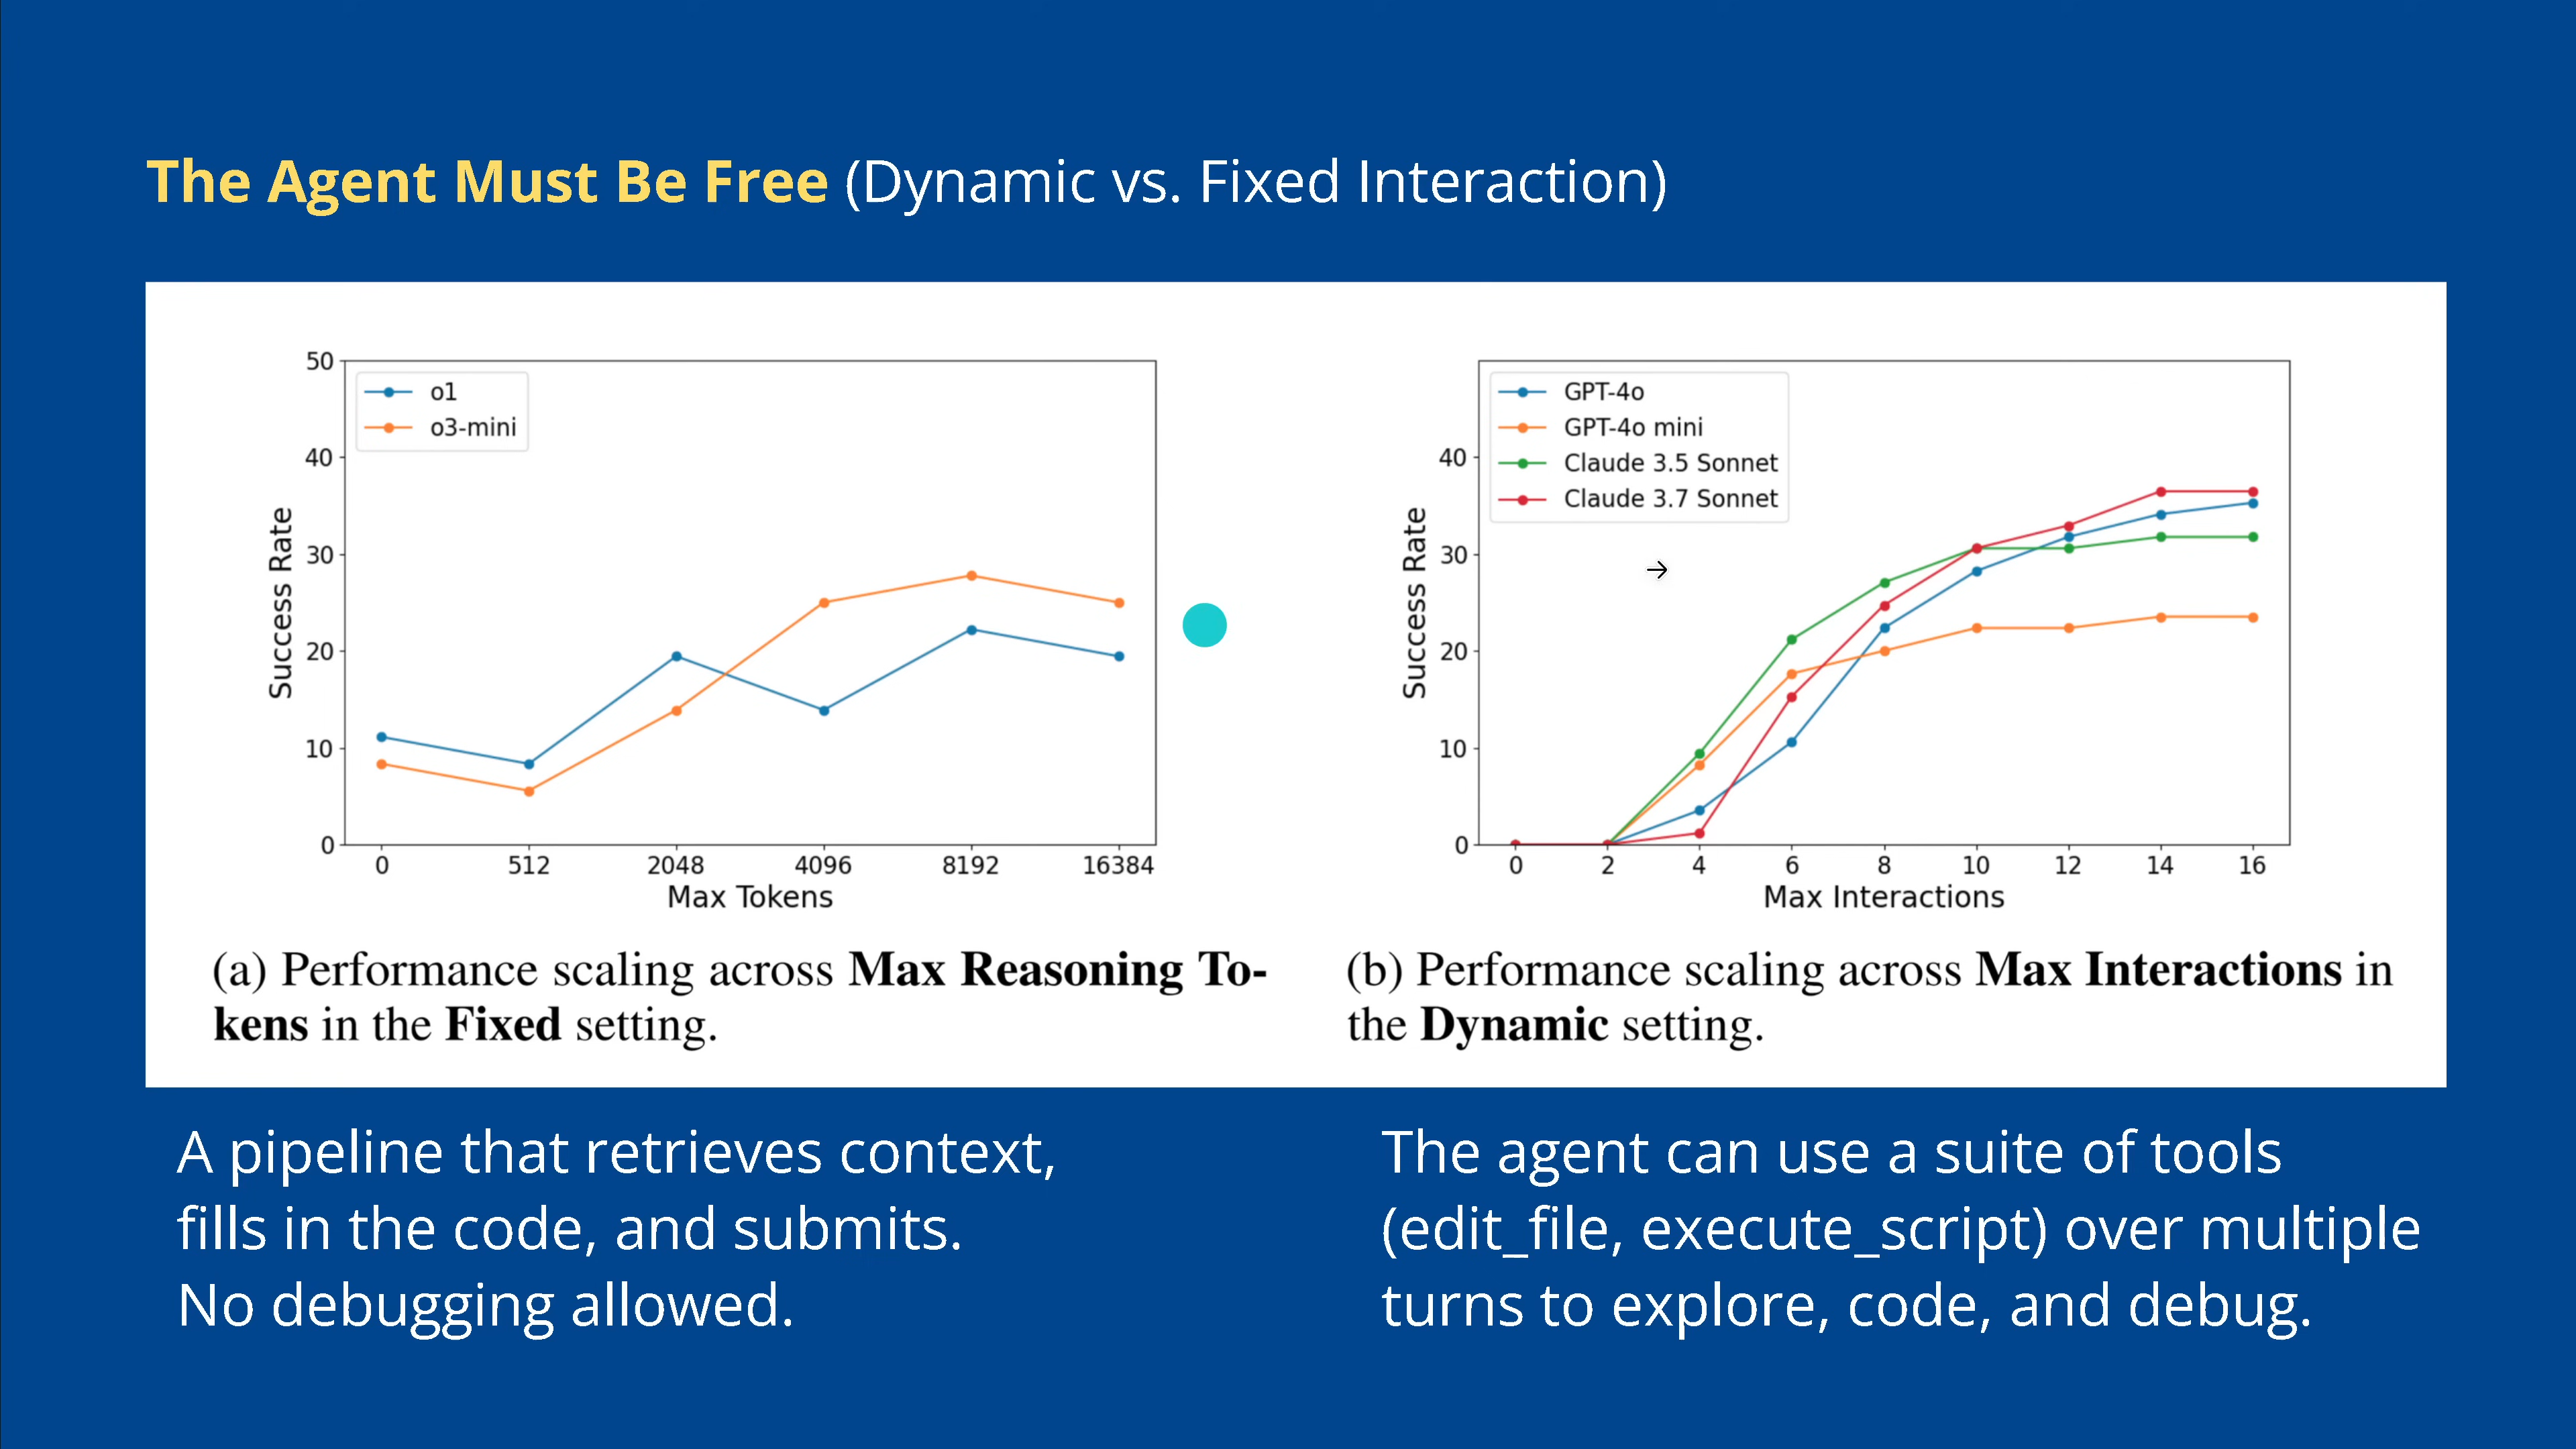 The Agent Must Be Free (Dynamic vs. Fixed Interaction)
50
40
30
20
10
0
Success Rate
o1
o3-mini
0 512 2048 4096 8192 16384
Max Tokens
(a) Performance scaling across Max Reasoning To-
kens in the Fixed setting.
40
30
20
10
0
Success Rate
GPT-4o
GPT-4o mini
Claude 3.5 Sonnet
Claude 3.7 Sonnet
0 2 4 6 8 10 12 14 16
Max Interactions
(b) Performance scaling across Max Interactions in
the Dynamic setting.
A pipeline that retrieves context,
fills in the code, and submits.
No debugging allowed.
The agent can use a suite of tools
(edit_file, execute_script) over multiple
turns to explore, code, and debug.